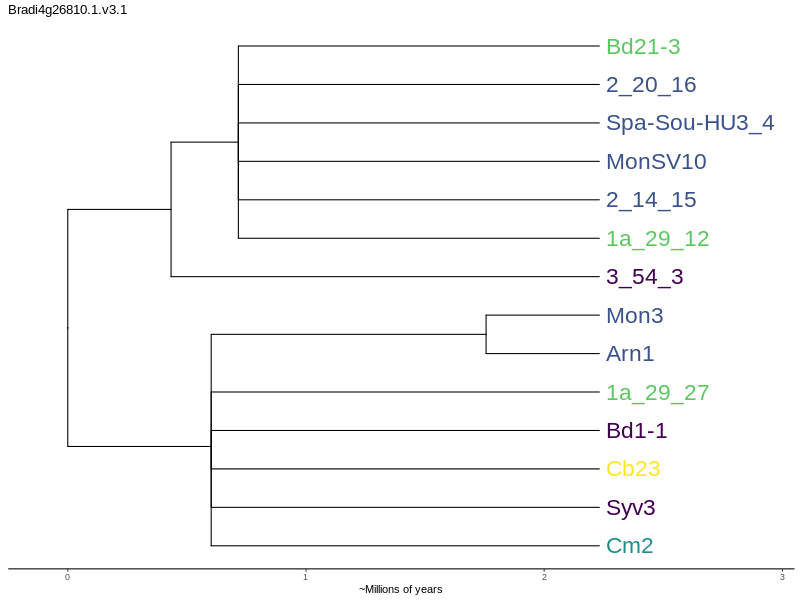 Bradi4g26810.1.v3.1
Bd21-3
2_20_16
Spa-Sou-HU3_4
MonSV10
2_14_15
1a_29_12
3_54_3
Mon3
Arn1
1a_29_27
Bd1-1
Cb23
Syv3
Cm2
0 1 2 3
~Millions of years